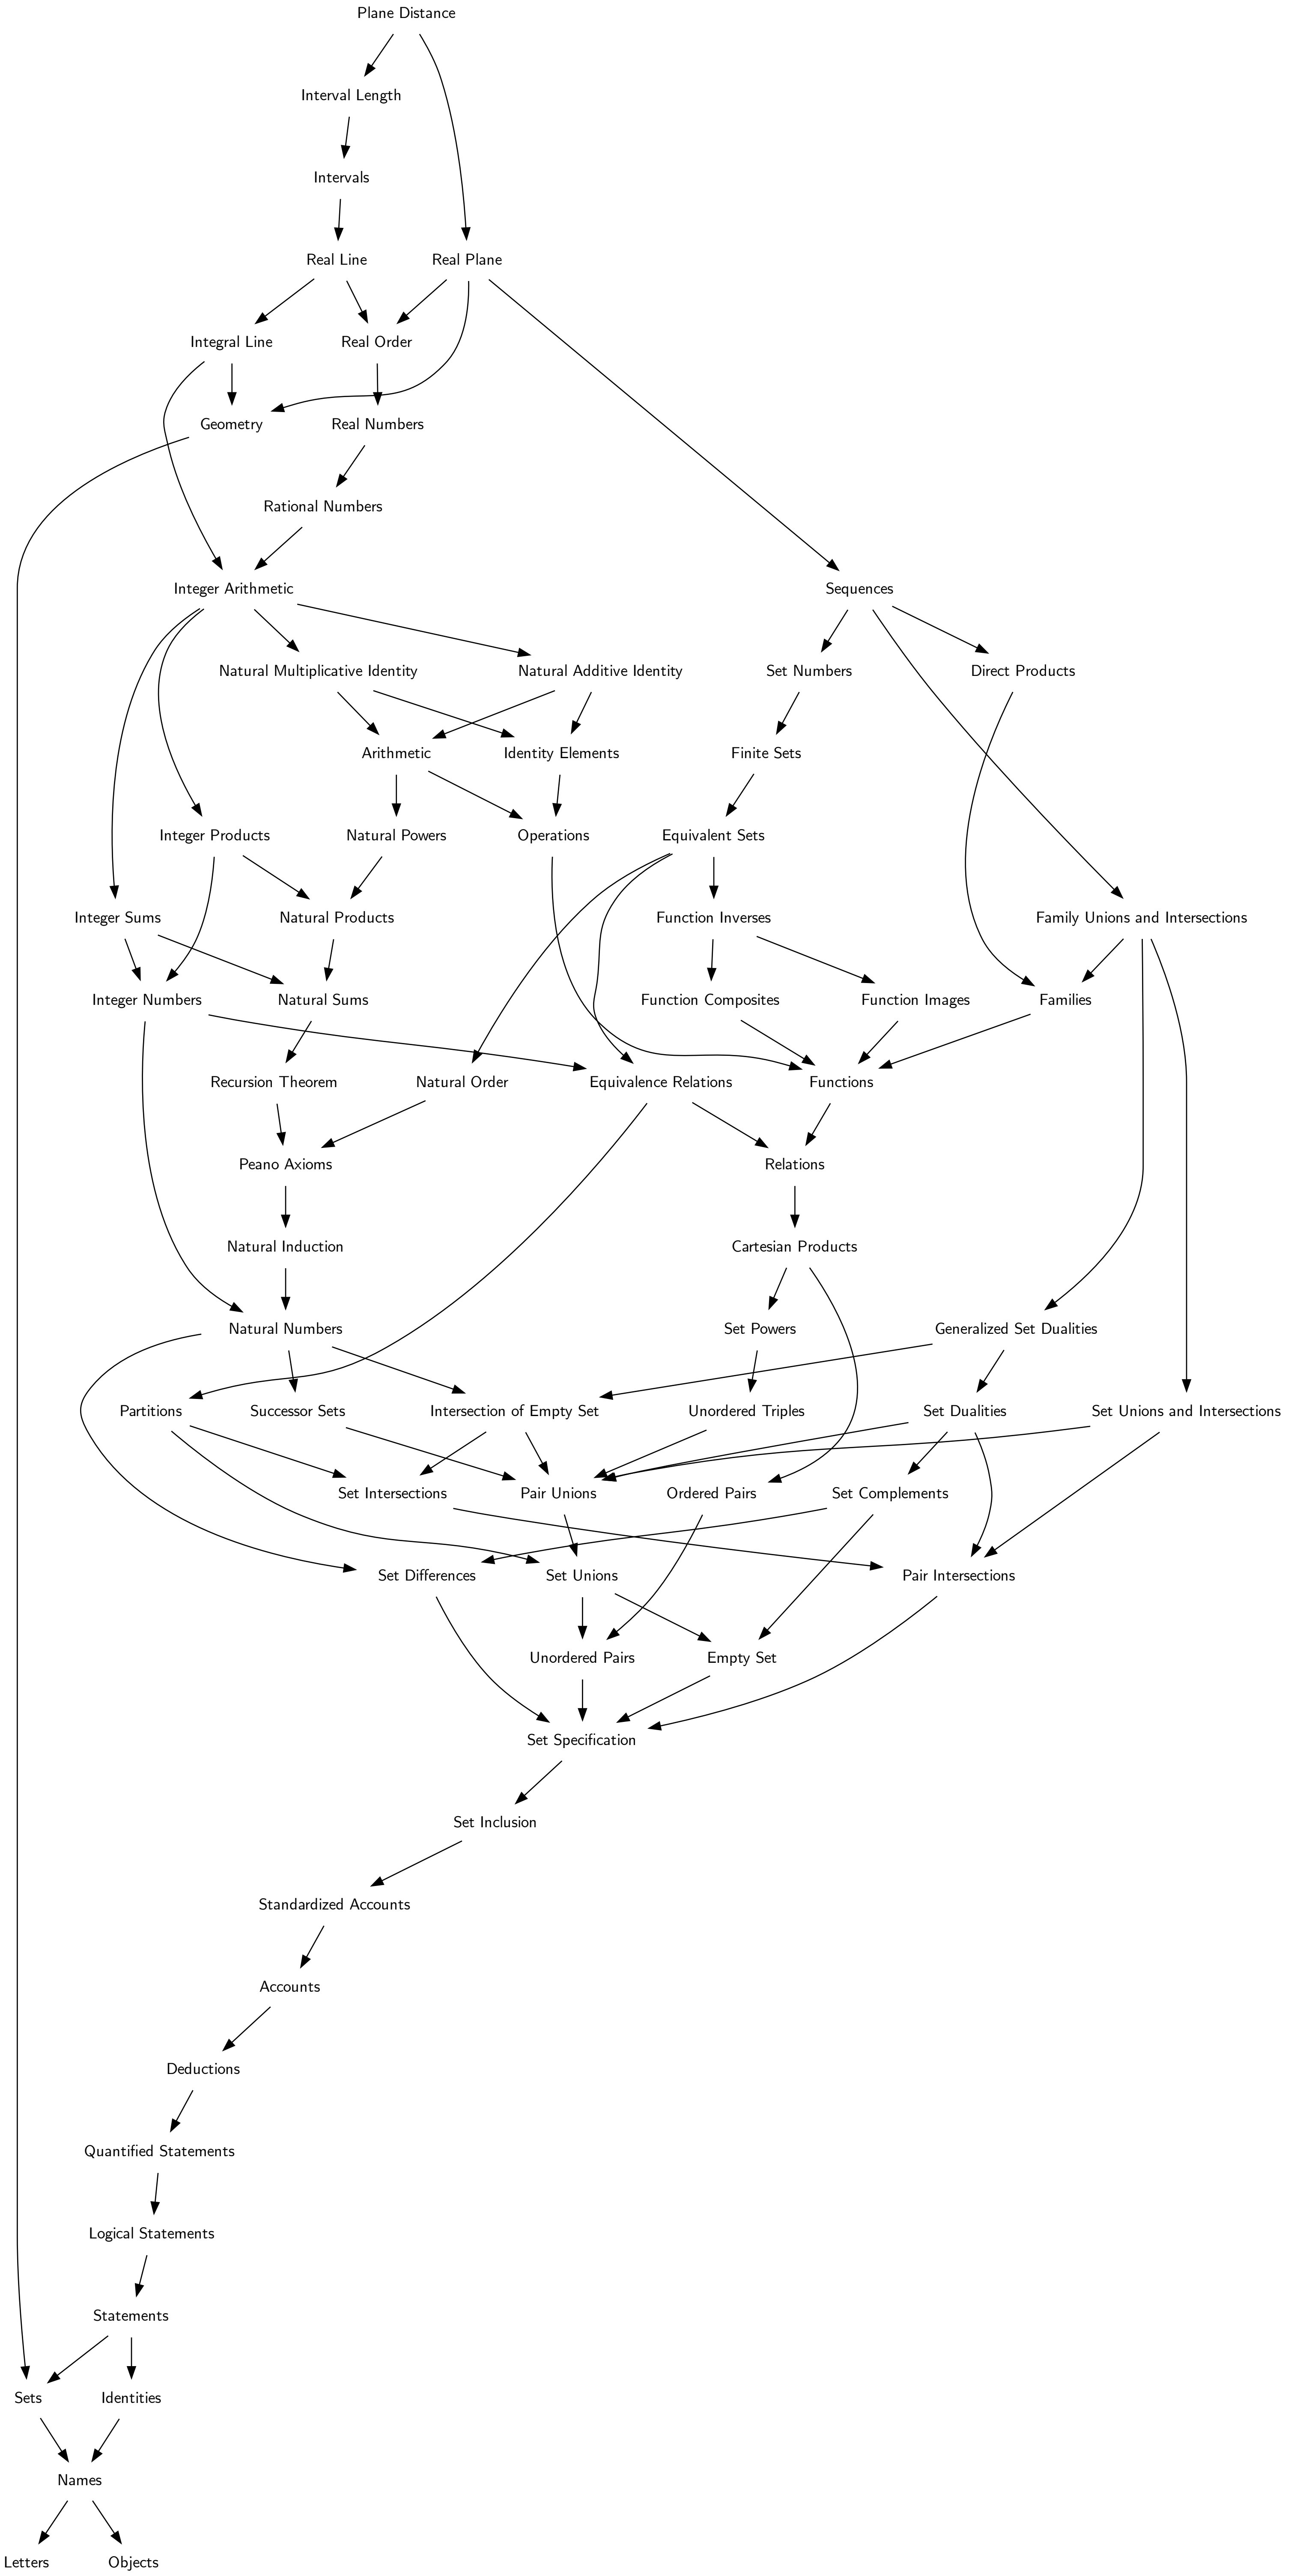 Plane Distance
Interval Length
Intervals
Real Line
Real Plane
Integral Line
Real Order
Geometry
Real Numbers
Rational Numbers
Integer Arithmetic
Sequences
Natural Multiplicative Identity
Natural Additive Identity
Set Numbers
Direct Products
Arithmetic
Identity Elements
Finite Sets
Integer Products
Natural Powers
Operations
Equivalent Sets
Integer Sums
Natural Products
Function Inverses
Family Unions and Intersections
Integer Numbers
Natural Sums
Function Composites
Function Images
Families
Recursion Theorem
Natural Order
Equivalence Relations
Functions
Peano Axioms
Relations
Natural Induction
Cartesian Products
Natural Numbers
Set Powers
Generalized Set Dualities
Partitions
Successor Sets
Intersection of Empty Set
Unordered Triples
Set Dualities
Set Unions and Intersections
Set Intersections
Pair Unions
Ordered Pairs
Set Complements
Set Differences
Set Unions
Pair Intersections
Unordered Pairs
Empty Set
Set Specification
Set Inclusion
Standardized Accounts
Accounts
Deductions
Quantified Statements
Logical Statements
Statements
Sets
Identities
Names
Letters
Objects